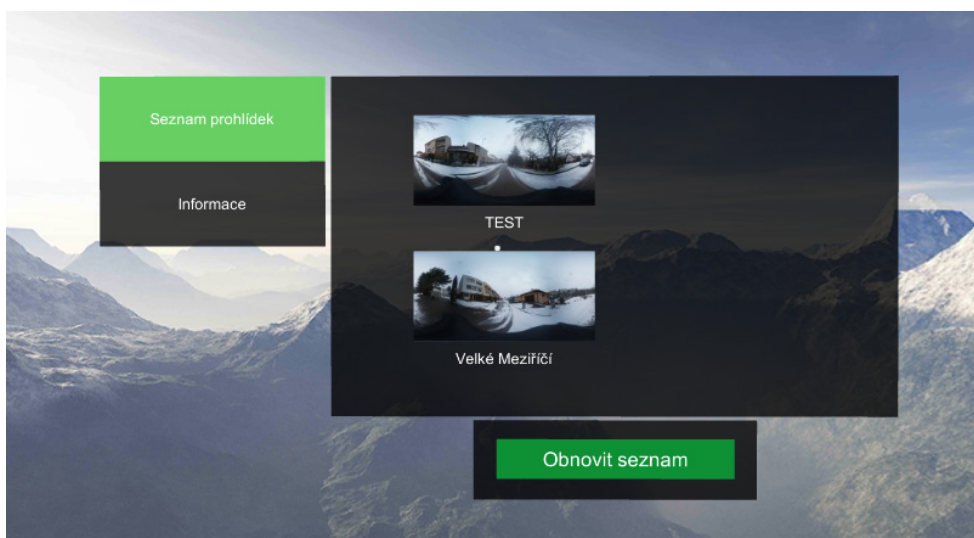 Seznam prohlídek
Informace
TEST
Velké Meziříčí
Obnovit seznam